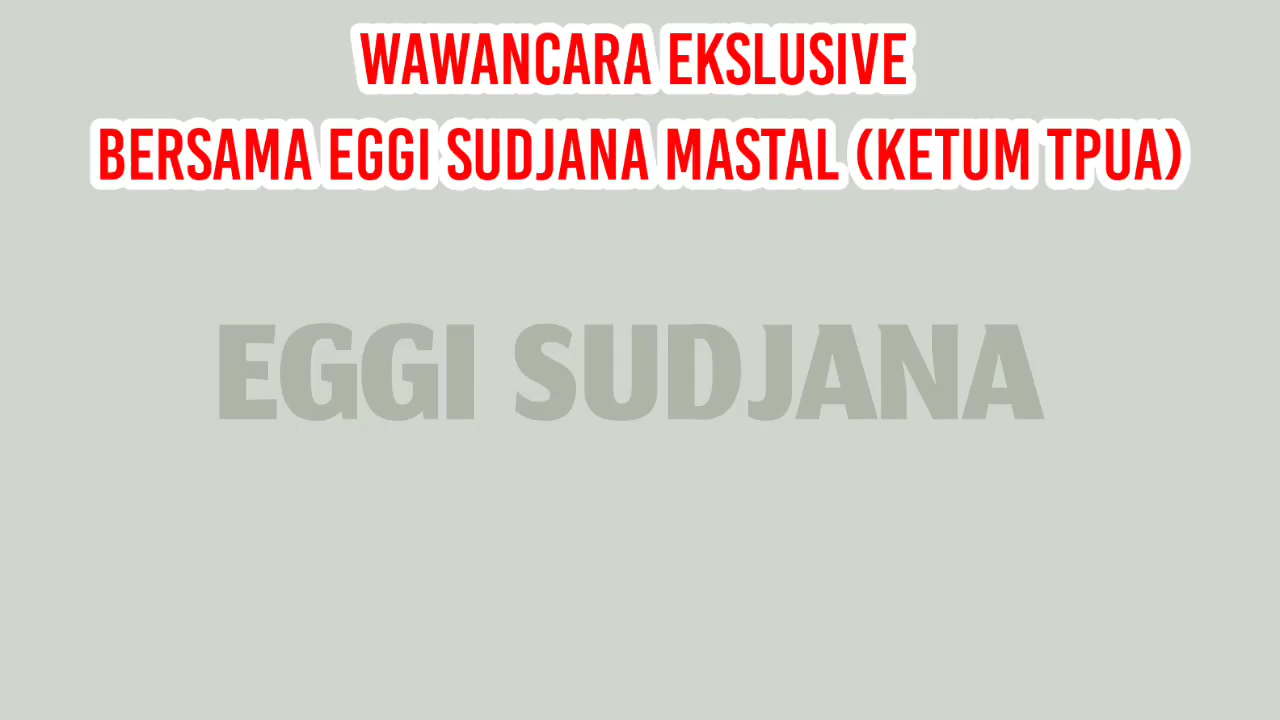 WAWANCARA EKSLUSIVE
BERSAMA EGGI SUDJANA MASTAL (KETUM TPUA)
EGGI SUDJANA